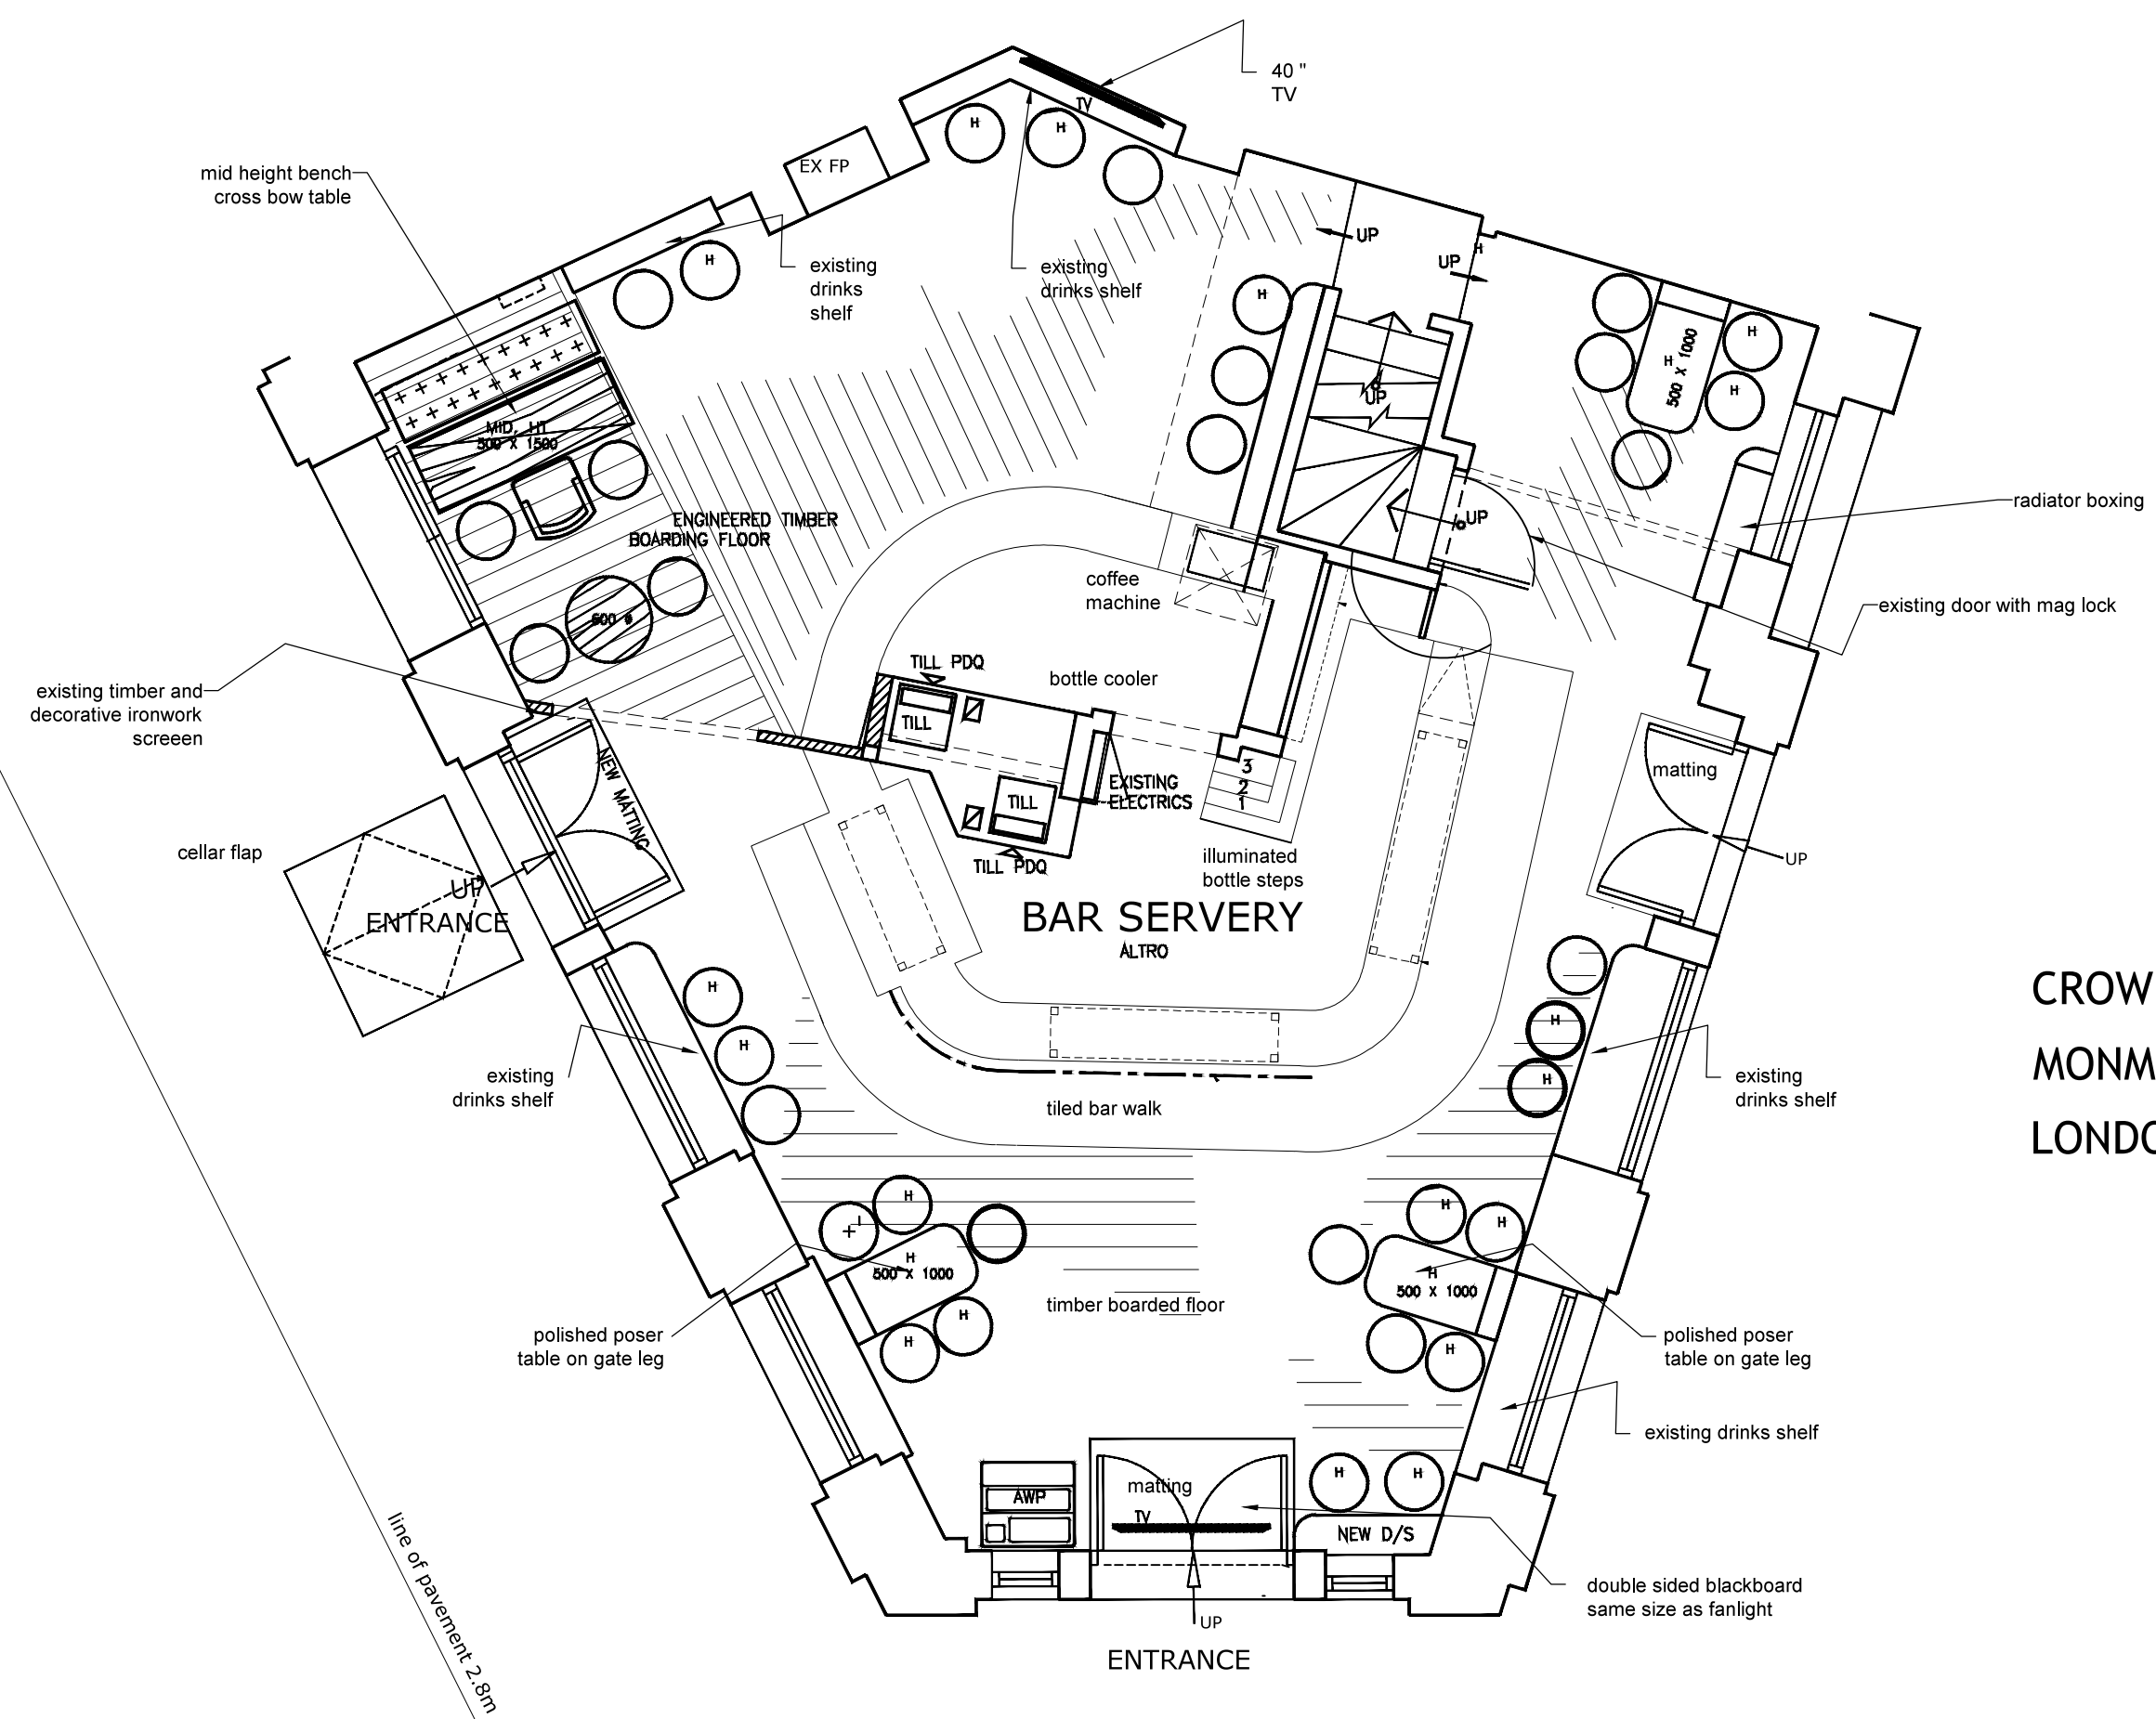 40 "
TV
TV
H
H
EX FP
mid height bench
cross bow table
existing
drinks
shelf
existing
drinks shelf
H
UP
UP
H
H
H
H
H
500 X 1000
MID, HT
500 X 1500
UP
UP
radiator boxing
ENGINEERED TIMBER
BOARDING FLOOR
coffee
machine
existing door with mag lock
600 ø
TILL PDQ
bottle cooler
existing timber and
decorative ironwork
screeen
TILL
NEW MATTING
EXISTING
ELECTRICS
TILL
TILL PDQ
3
2
1
matting
UP
cellar flap
UP
ENTRANCE
illuminated
bottle steps
BAR SERVERY
ALTRO
CROW
MONM
LONDO
H
H
H
H
existing
drinks shelf
existing
drinks shelf
tiled bar walk
H
H
500 X 1000
H
H
H
H
H
500 X 1000
H
timber boarded floor
polished poser
table on gate leg
polished poser
table on gate leg
existing drinks shelf
H
H
AWP
matting
TV
NEW D/S
double sided blackboard
same size as fanlight
UP
ENTRANCE
line of pavement 2.8m